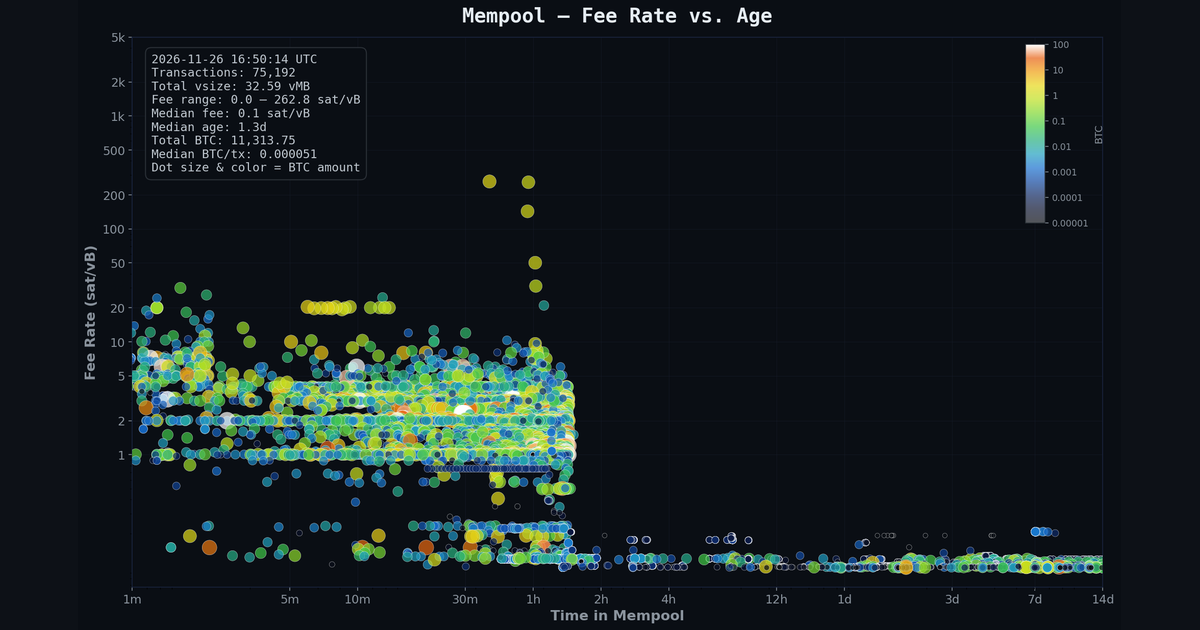 Mempool — Fee Rate vs. Age
2026-11-26 16:50:14 UTC
Transactions: 75,192
Total vsize: 32.59 vMB
Fee range: 0.0 – 262.8 sat/vB
Median fee: 0.1 sat/vB
Median age: 1.3d
Total BTC: 11,313.75
Median BTC/tx: 0.000051
Dot size & color = BTC amount
Fee Rate (sat/vB)
5k
2k
1k
500
200
100
50
20
10
5
2
1
100
10
1
0.1
0.01
0.001
0.0001
0.00001
BTC
1m
5m
10m
30m
1h
2h
4h
12h
1d
3d
7d
14d
Time in Mempool